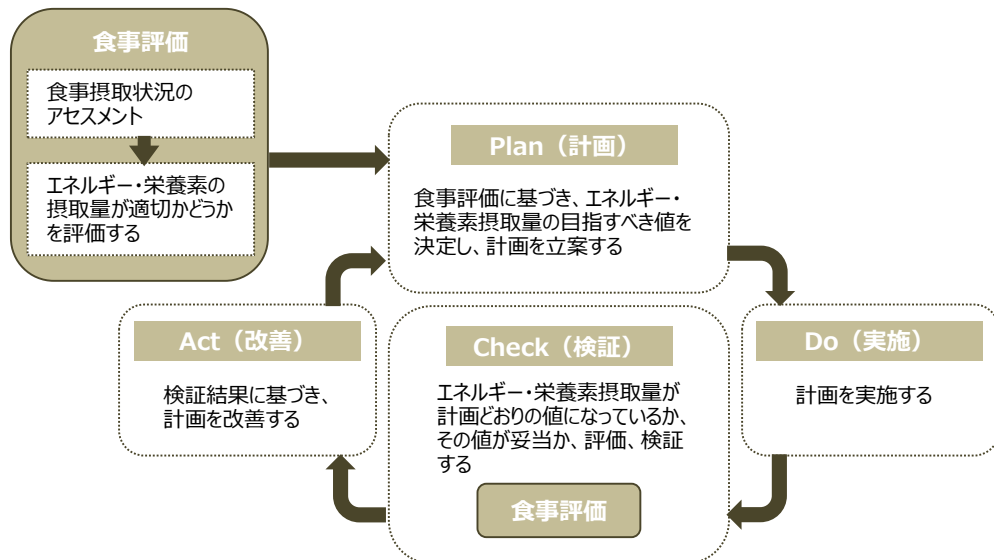 食事評価
食事摂取状況の
アセスメント
エネルギー・栄養素の
摂取量が適切かどうか
を評価する
Plan（計画）
食事評価に基づき、エネルギー・
栄養素摂取量の目指すべき値を
決定し、計画を立案する
Act（改善）
検証結果に基づき、
計画を改善する
Check（検証）
エネルギー・栄養素摂取量が
計画どおりの値になっているか、
その値が妥当か、評価、検証
する
食事評価
Do（実施）
計画を実施する